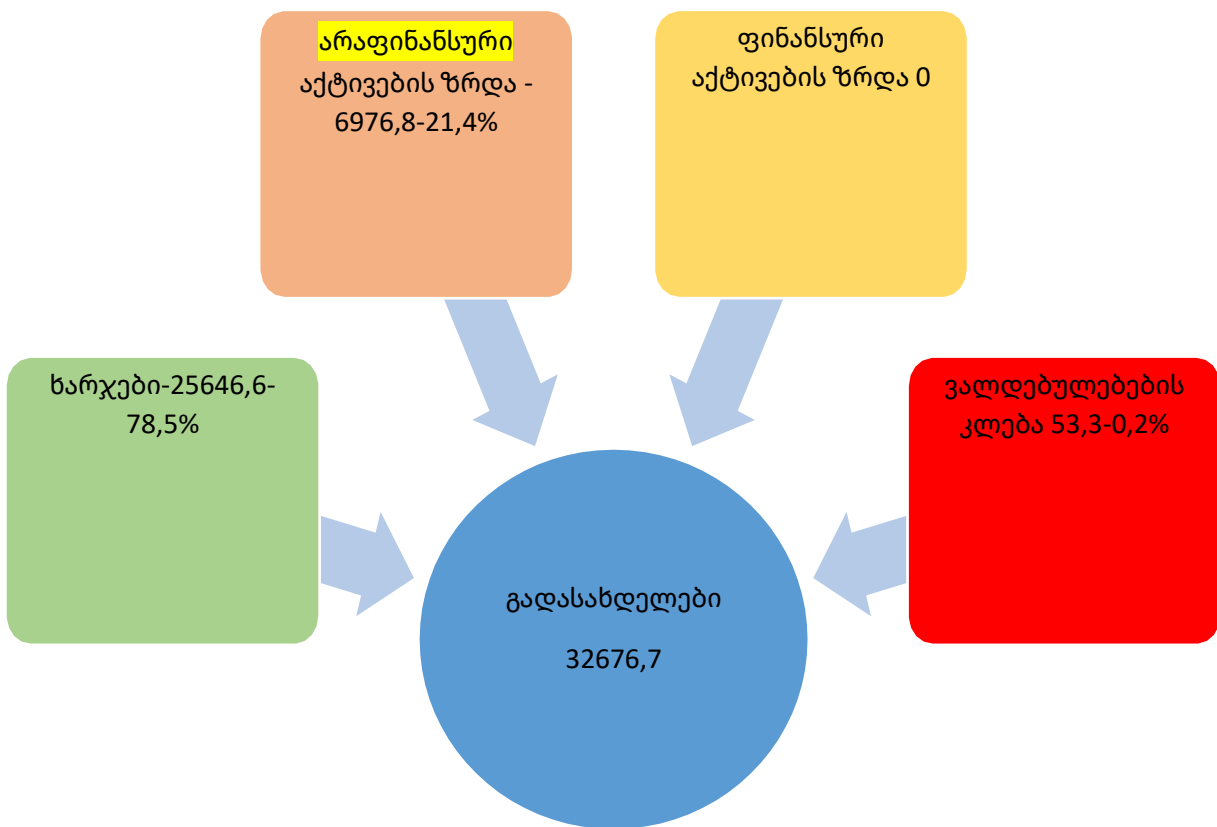 არაფინანსური
აქტივების ზრდა -
6976,8-21,4%
ფინანსური
აქტივების ზრდა 0
ხარჯები-25646,6-
78,5%
ვალდებულებების
კლება 53,3-0,2%
გადასახდელები
32676,7